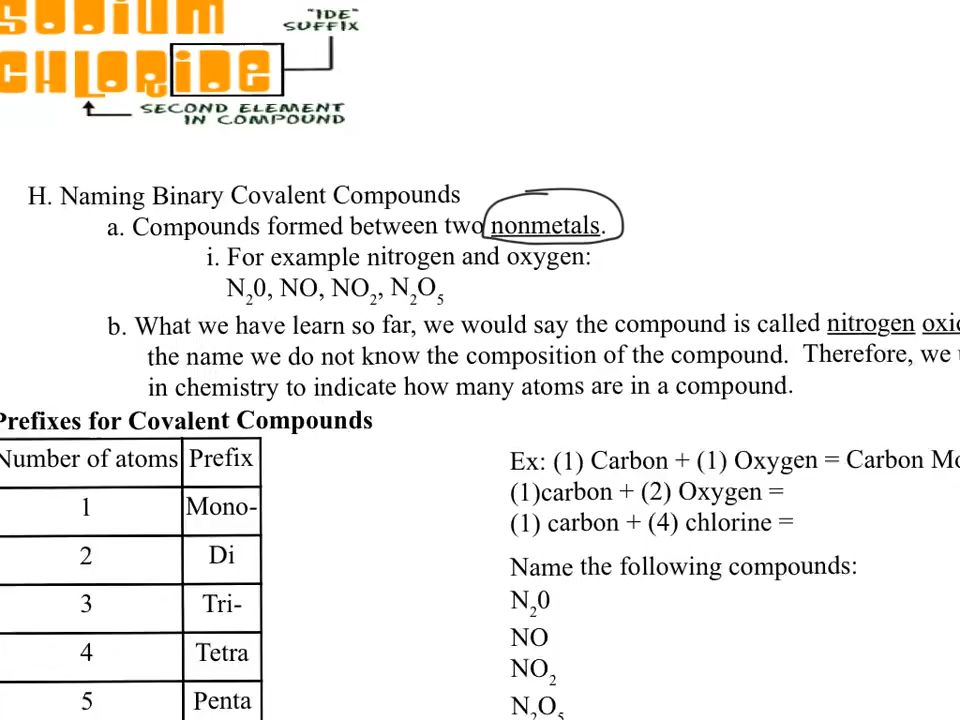 SODIUM
"IDE"
SUFFIX
CHLORIDE
SECOND ELEMENT
IN COMPOUND
H. Naming Binary Covalent Compounds
a. Compounds formed between two nonmetals.
i. For example nitrogen and oxygen:
N₂0, NO, NO₂, N₂O₅
b. What we have learn so far, we would say the compound is called nitrogen
the name we do not know the composition of the compound. Therefore, we
in chemistry to indicate how many atoms are in a compound.
Prefixes for Covalent Compounds
Number of atoms Prefix
1 Mono-
2 Di
3 Tri-
4 Tetra
5 Penta
Ex: (1) Carbon + (1) Oxygen = Carbon
(1)carbon + (2) Oxygen =
(1) carbon + (4) chlorine =
Name the following compounds:
N₂0
NO
NO₂
N₂O₅